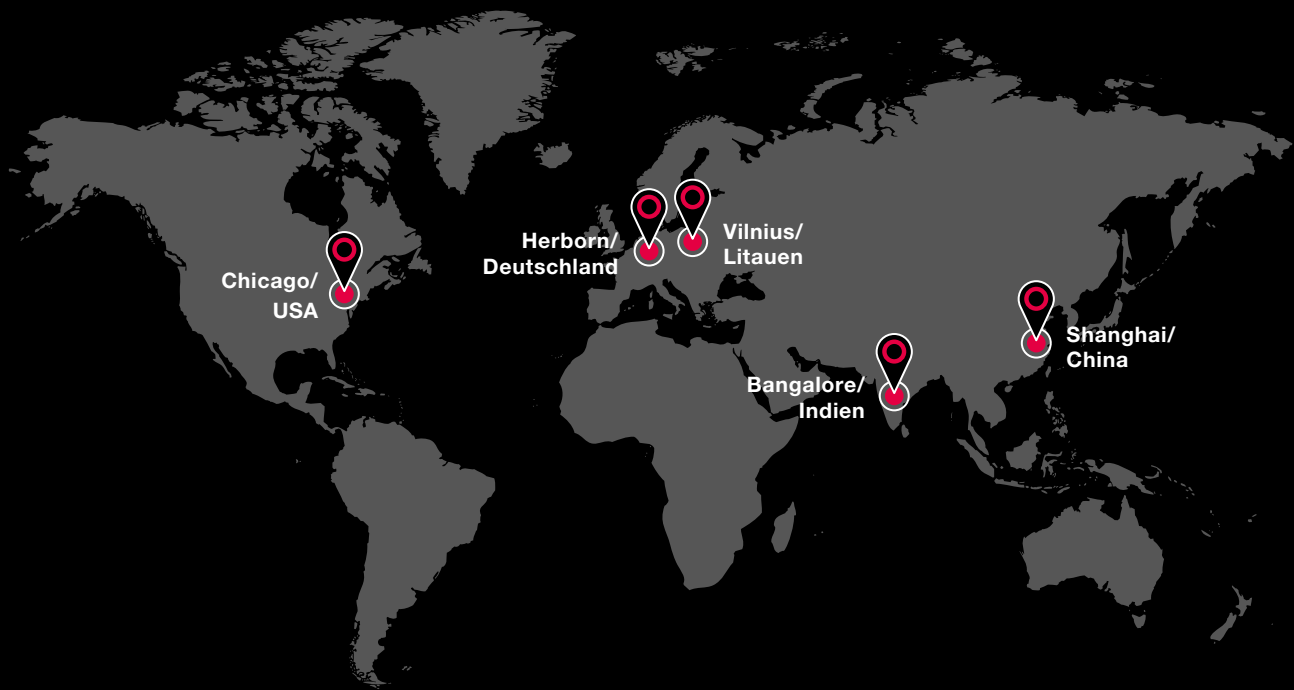 Herborn/
Deutschland
Vilnius/
Litauen
Chicago/
USA
Shanghai/
China
Bangalore/
Indien